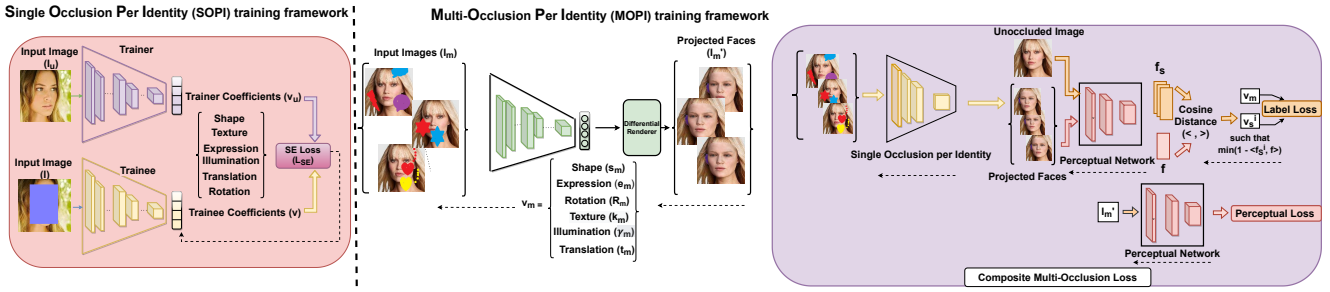 Single Occlusion Per Identity (SOPI) training framework
Input Image
(Iu)
Trainer
Trainer Coefficients (vu)
Shape
Texture
Expression
Illumination
Translation
Rotation
SE Loss
(LSE)
Input Image
(I)
Trainee
Trainee Coefficients (v)
Multi-Occlusion Per Identity (MOPI) training framework
Input Images (Im)
Differential
Renderer
Projected Faces
(Im')
vm =
Shape (sm)
Expression (em)
Rotation (Rm)
Texture (km)
Illumination (γm)
Translation (tm)
Unoccluded Image
Single Occlusion per Identity
Projected Faces
Perceptual Network
fs
f
Cosine
Distance
(< , >)
vm
vs i
Label Loss
such that
min(1 - <fs i, f>)
Im'
Perceptual Network
Perceptual Loss
Composite Multi-Occlusion Loss